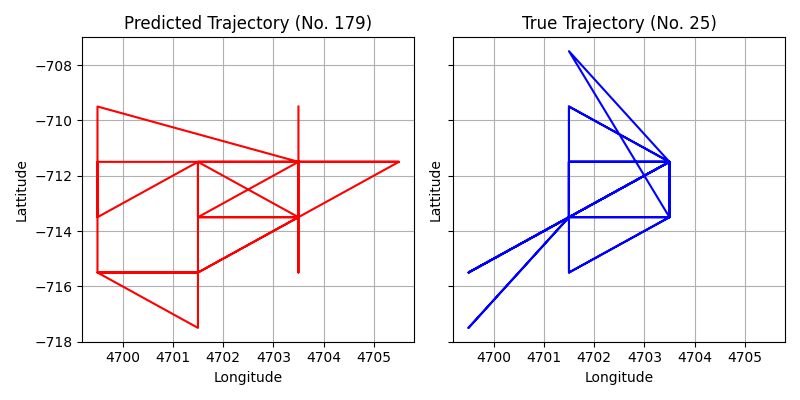 Predicted Trajectory (No. 179)
True Trajectory (No. 25)
−708
−710
−712
−714
−716
−718
Lattitude
Lattitude
4700 4701 4702 4703 4704 4705
4700 4701 4702 4703 4704 4705
Longitude
Longitude